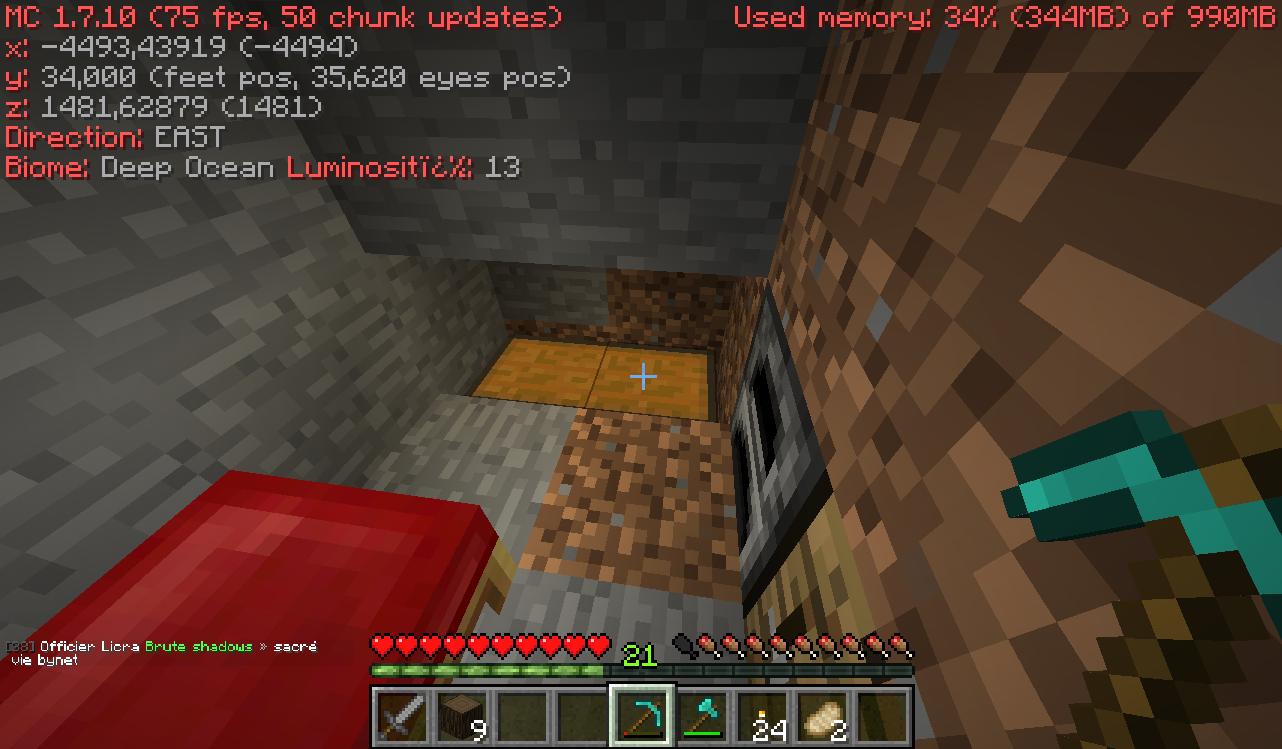 MC 1.7.10 (75 fps, 50 chunk updates)
Used memory: 34% (344MB) of 990MB
x: -4493,43919 (-4494)
y: 34,000 (feet pos, 35,620 eyes pos)
z: 1481,62879 (1481)
Direction: EAST
Biome: Deep Ocean Luminositï¿½: 13
Officier Licra Brute shadows » sacré
vie bynet
31
9
24
2